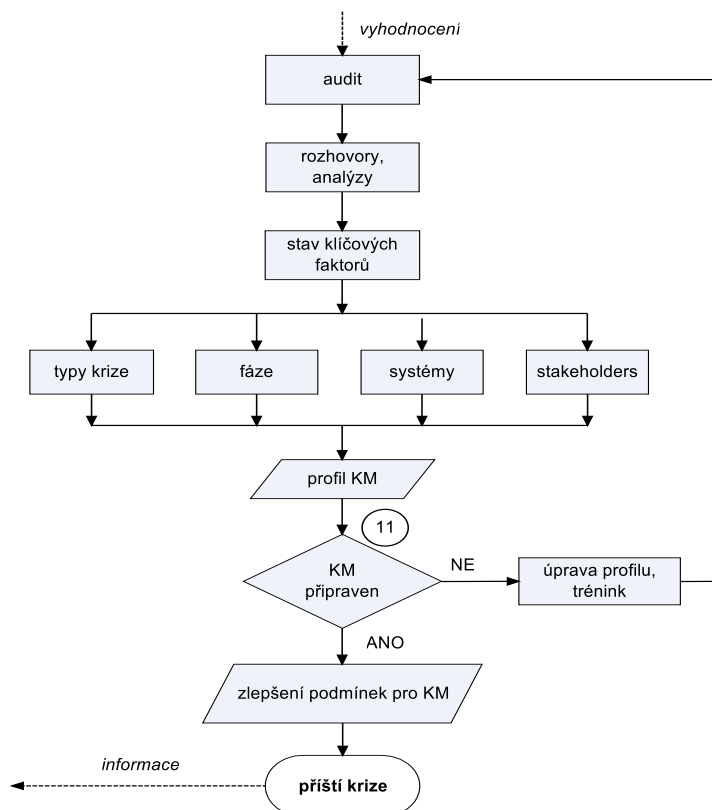 vyhodnocení
audit
rozhovory,
analýzy
stav klíčových
faktorů
typy krize
fáze
systémy
stakeholders
profil KM
11
KM
připraven
NE
úprava profilu,
trénink
ANO
zlepšení podmínek pro KM
informace
příští krize